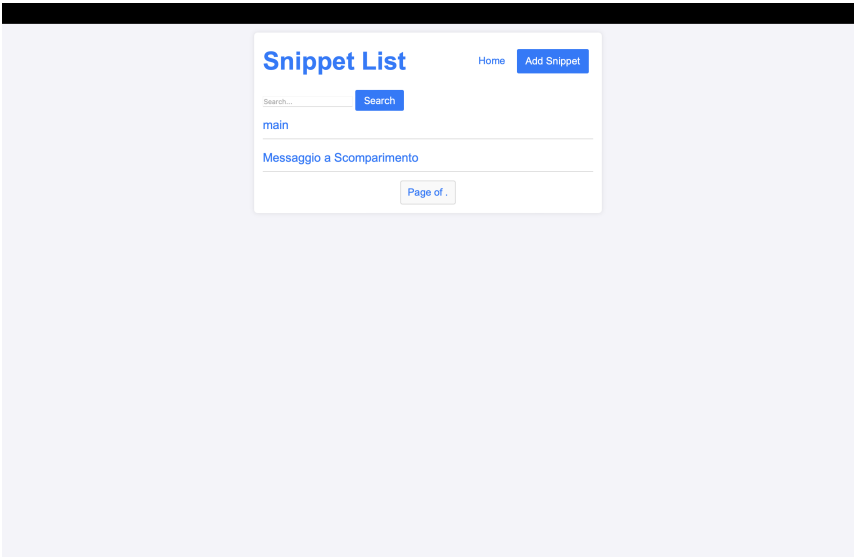 Snippet List
Home
Add Snippet
Search...
Search
main
Messaggio a Scomparimento
Page of .